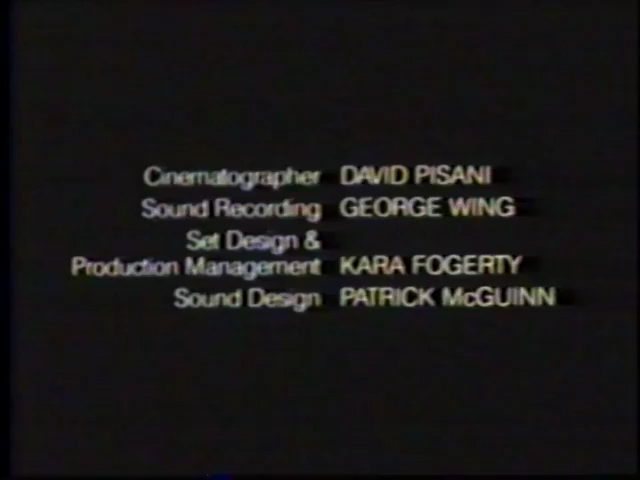 Cinematographer DAVID PISANI
Sound Recording GEORGE WING
Set Design &
Production Management KARA FOGERTY
Sound Design PATRICK McGUINN